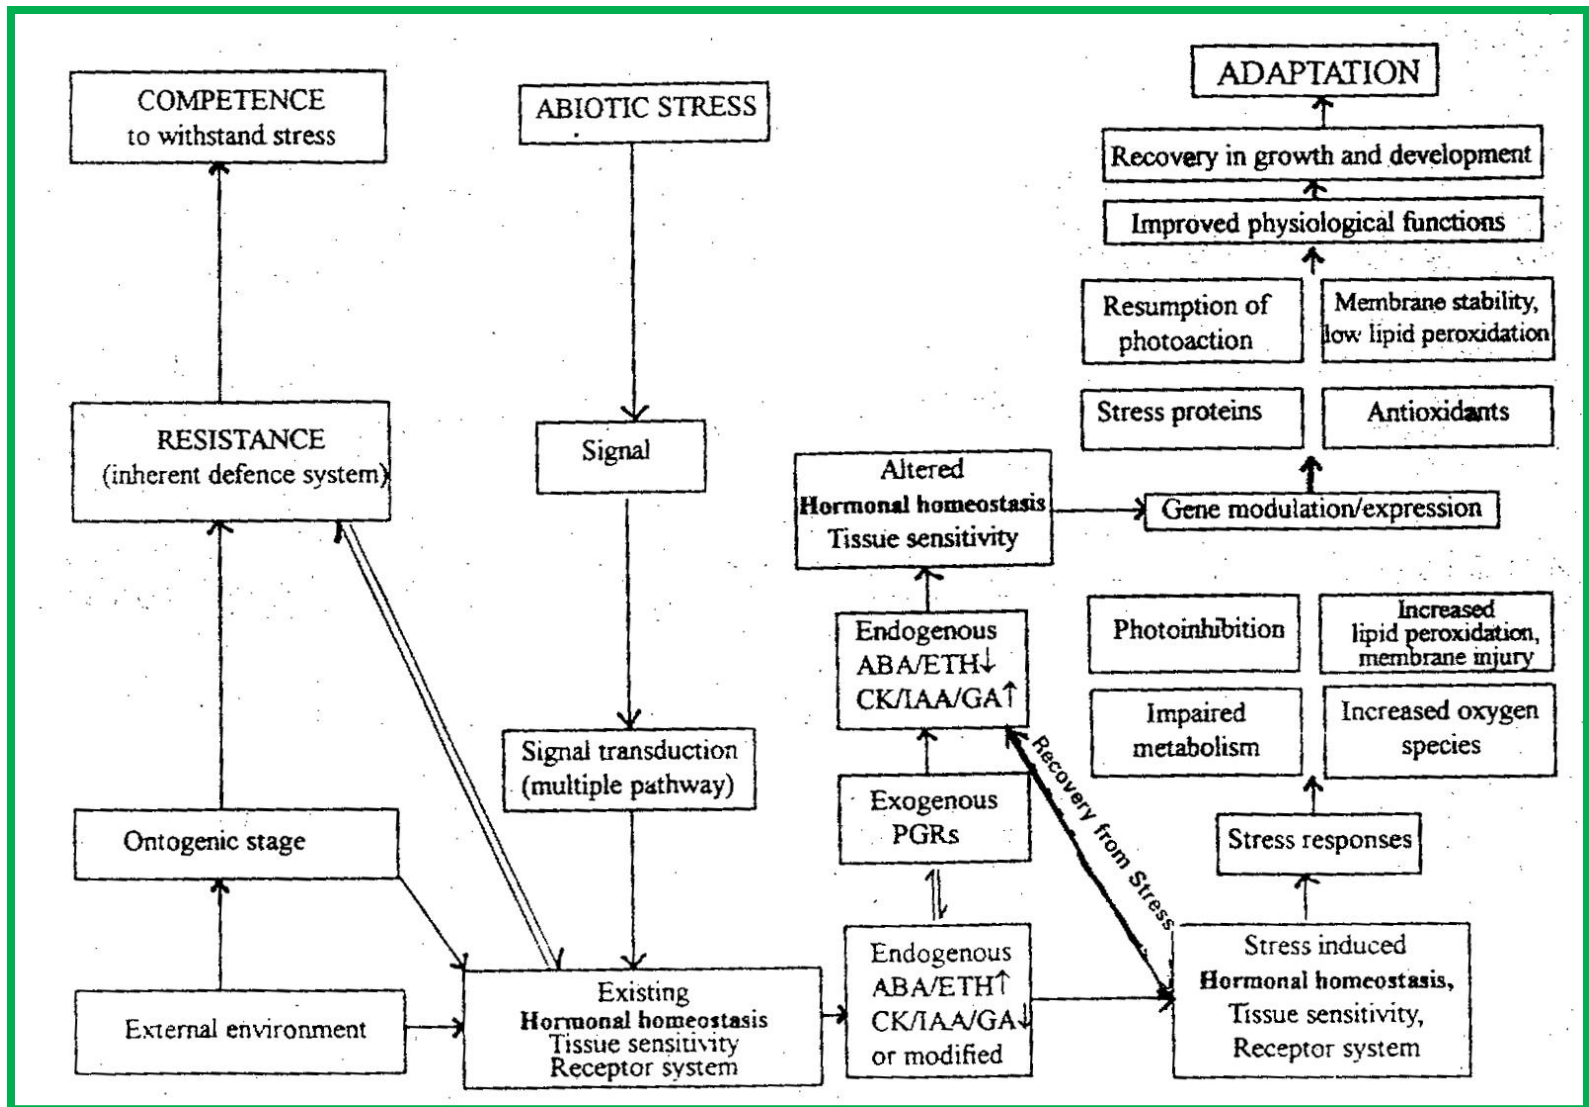 COMPETENCE
to withstand stress
ABIOTIC STRESS
ADAPTATION
Recovery in growth and development
Improved physiological functions
Resumption of
photoaction
Membrane stability,
low lipid peroxidation
Stress proteins
Antioxidants
RESISTANCE
(inherent defence system)
Signal
Altered
Hormonal homeostasis
Tissue sensitivity
Gene modulation/expression
Endogenous
ABA/ETH↓
CK/IAA/GA↑
Photoinhibition
Increased
lipid peroxidation,
membrane injury
Impaired
metabolism
Increased oxygen
species
Signal transduction
(multiple pathway)
Recovery from Stress
Exogenous
PGRs
Stress responses
Ontogenic stage
Endogenous
ABA/ETH↑
CK/IAA/GA↓
or modified
Stress induced
Hormonal homeostasis,
Tissue sensitivity,
Receptor system
External environment
Existing
Hormonal homeostasis
Tissue sensitivity
Receptor system